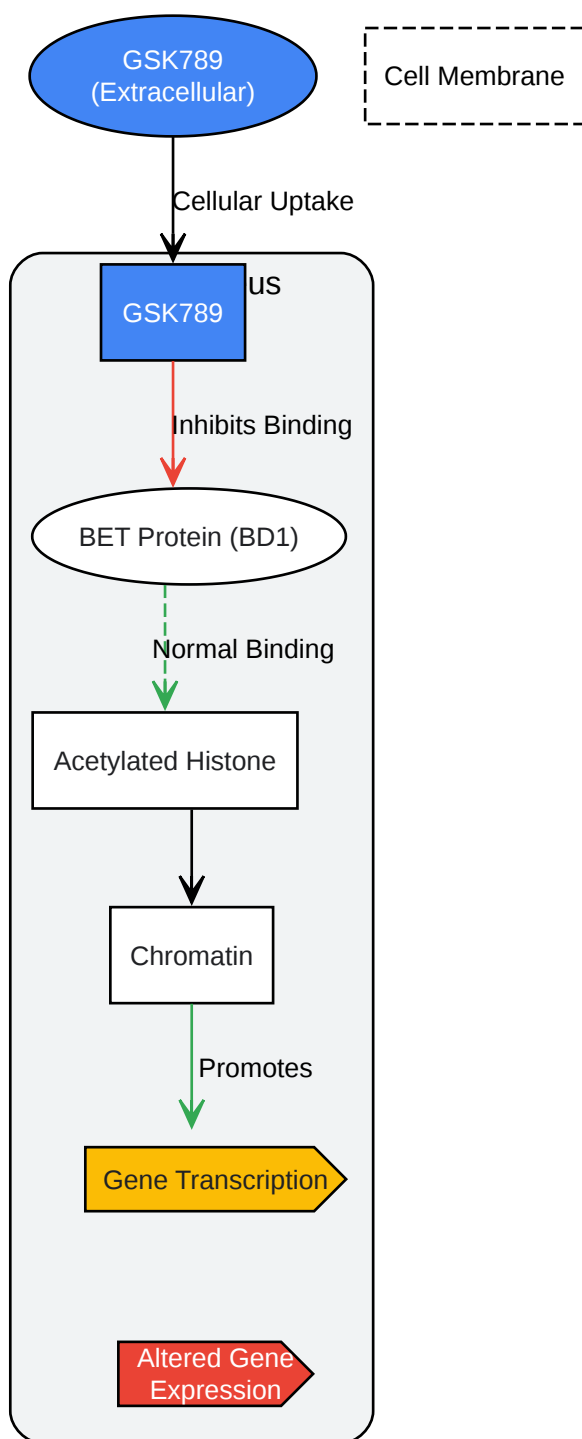 GSK789
(Extracellular)
Cell Membrane
Cellular Uptake
us
GSK789
Inhibits Binding
BET Protein (BD1)
Normal Binding
Acetylated Histone
Chromatin
Promotes
Gene Transcription
Altered Gene
Expression